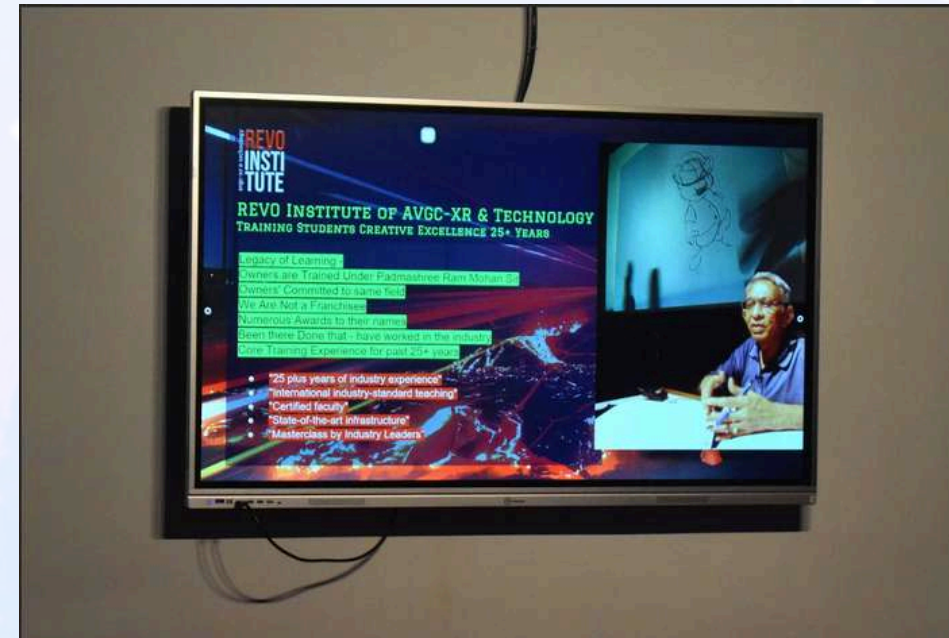 REVO
INSTI
TUTE
REVO INSTITUTE OF AVGC-XR & TECHNOLOGY
TRAINING STUDENTS CREATIVE EXCELLENCE 25+ YEARS
Legacy of Learning -
Owners are Trained Under Padmashree Ram Mohan Sir
Owners' Committed to same field
We Are Not a Franchisee
Numerous Awards to their names
Been there Done that - have worked in the industry
Core Training Experience for past 25+ years
"25 plus years of industry experience"
"International industry-standard teaching"
"Certified faculty"
"State-of-the-art infrastructure"
"Masterclass by Industry Leaders"